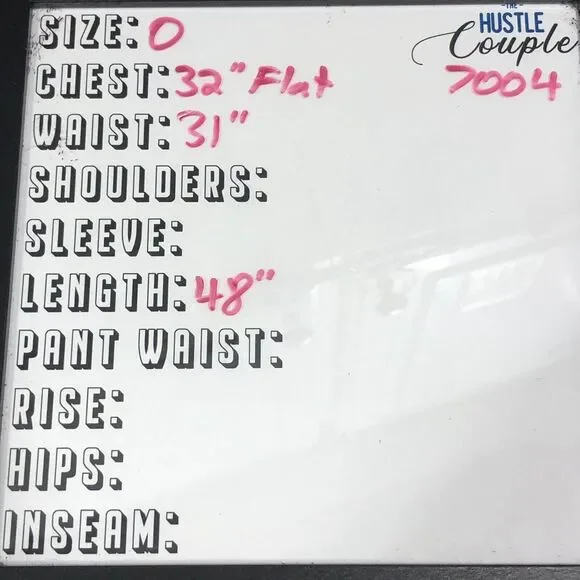 SIZE: 0
THE
HUSTLE
Couple
CHEST: 32" Flat
7004
WAIST: 31"
SHOULDERS:
SLEEVE:
LENGTH: 48"
PANT WAIST:
RISE:
HIPS:
INSEAM: